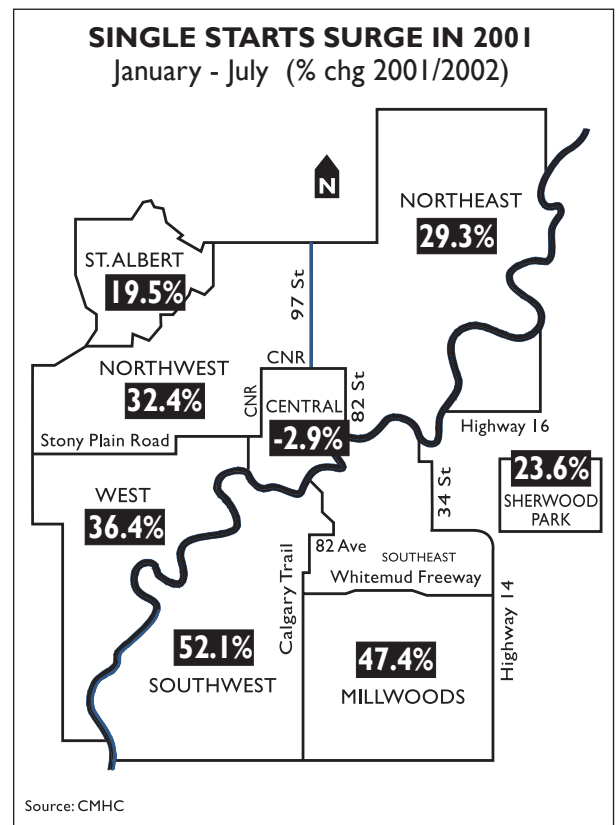 SINGLE STARTS SURGE IN 2001
January - July (% chg 2001/2002)
N
NORTHEAST
29.3%
ST. ALBERT
19.5%
97 St
NORTHWEST
32.4%
CNR
CNR
CENTRAL
-2.9%
82 St
Stony Plain Road
Highway 16
34 St
23.6%
SHERWOOD
PARK
WEST
36.4%
82 Ave
SOUTHEAST
Whitemud Freeway
Calgary Trail
Highway 14
52.1%
SOUTHWEST
47.4%
MILLWOODS
Source: CMHC